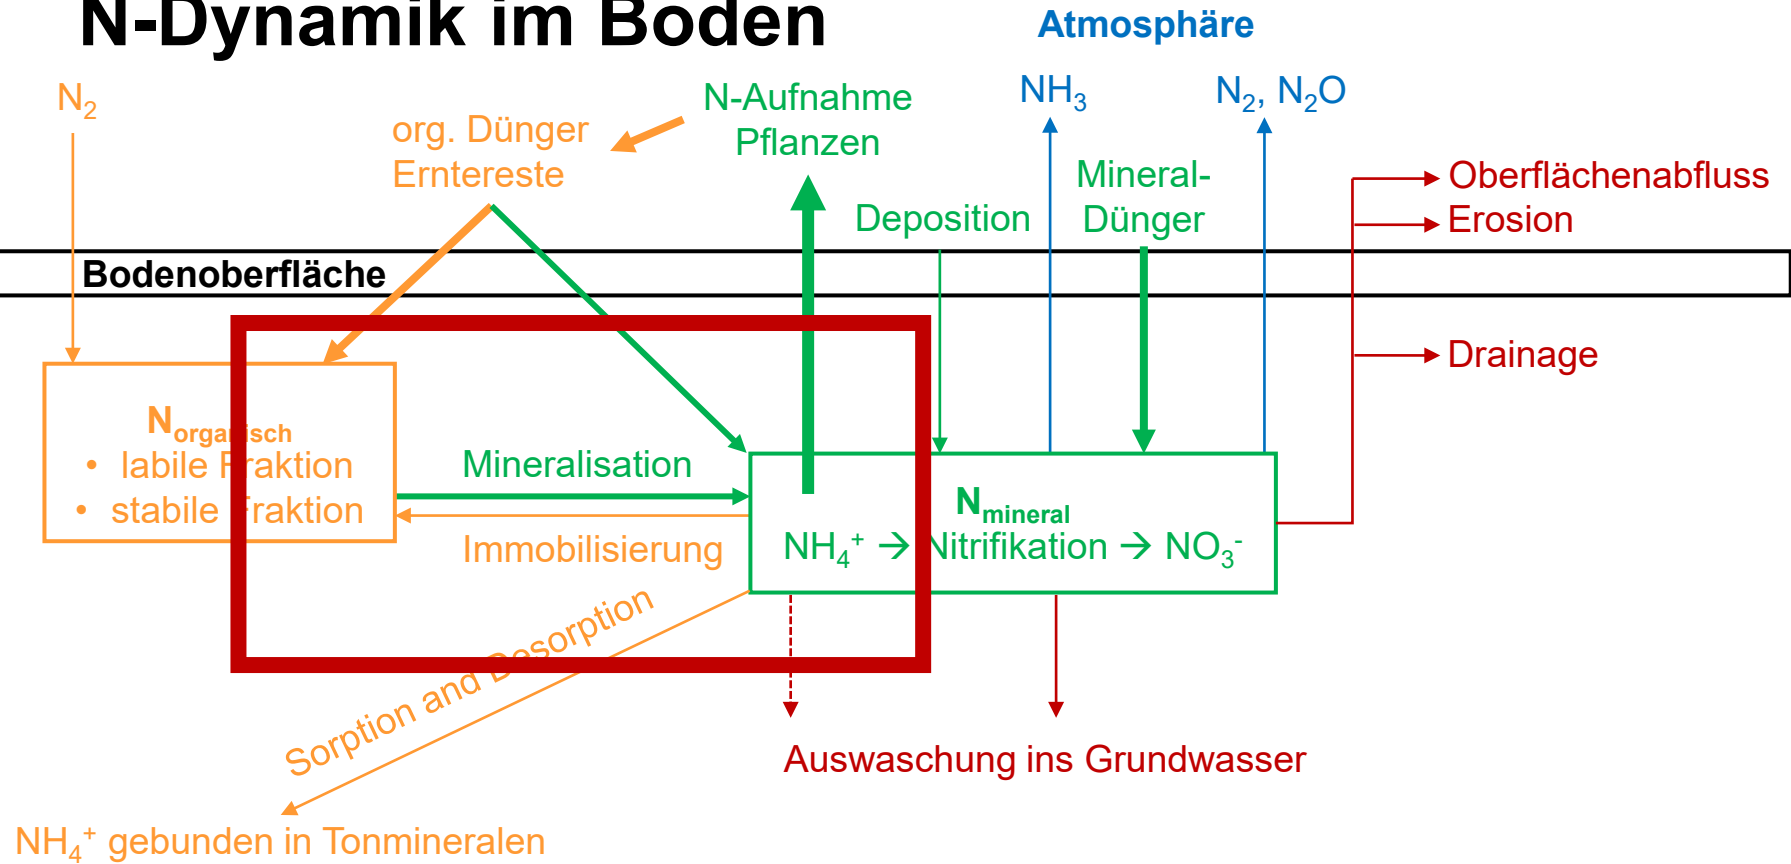 N-Dynamik im Boden
Atmosphäre
N₂
org. Dünger
Erntereste
N-Aufnahme
Pflanzen
NH₃
N₂, N₂O
Deposition
Mineral-
Dünger
Oberflächenabfluss
Erosion
Bodenoberfläche
Drainage
N organisch
• labile Fraktion
• stabile Fraktion
Mineralisation
Immobilisierung
N mineral
NH₄⁺ → Nitrifikation → NO₃⁻
Sorption and Desorption
Auswaschung ins Grundwasser
NH₄⁺ gebunden in Tonmineralen